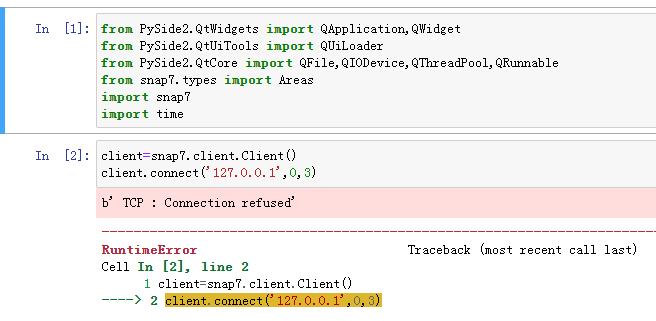 In [1]: from PySide2.QtWidgets import QApplication,QWidget
from PySide2.QtUiTools import QUiLoader
from PySide2.QtCore import QFile,QIODevice,QThreadPool,QRunnable
from snap7.types import Areas
import snap7
import time
In [2]: client=snap7.client.Client()
client.connect('127.0.0.1',0,3)
b' TCP : Connection refused'
---------------------------------------------------------------------------
RuntimeError Traceback (most recent call last)
Cell In [2], line 2
1 client=snap7.client.Client()
----> 2 client.connect('127.0.0.1',0,3)